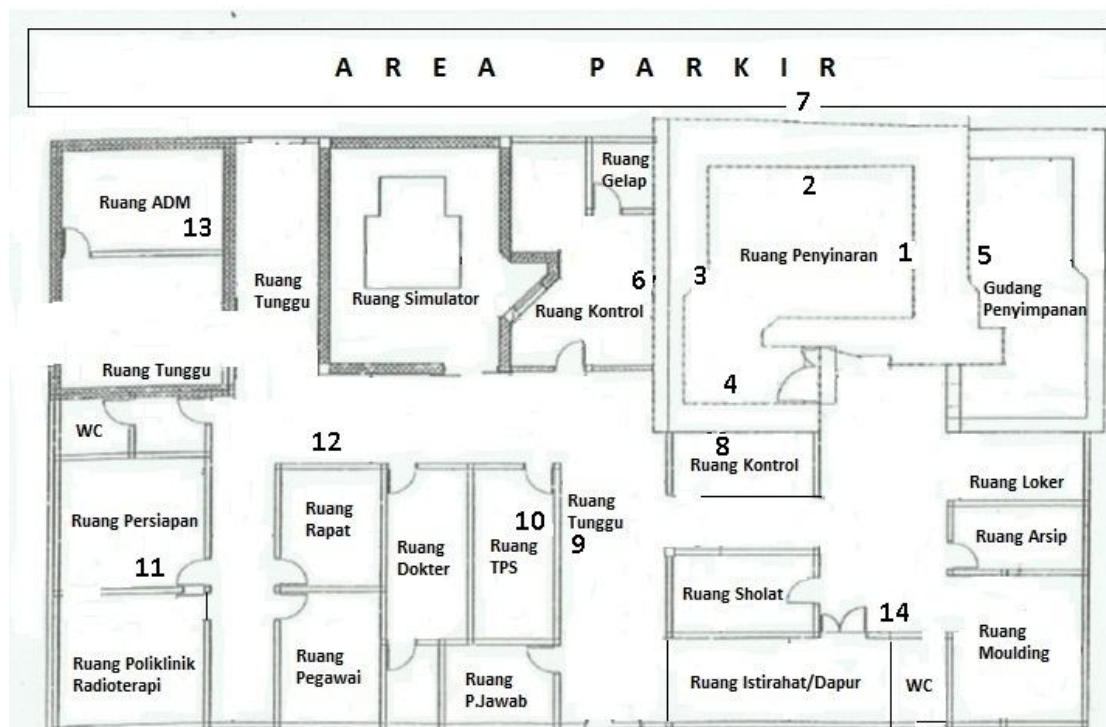 AREA PARKIR
7
Ruang
Gelap
2
Ruang ADM
13
Ruang Penyinaran
1
5
3
6
Ruang
Tunggu
Ruang Simulator
Ruang Kontrol
Gudang
Penyimpanan
Ruang Tunggu
4
WC
12
8
Ruang Kontrol
Ruang Loker
Ruang Persiapan
11
Ruang
Rapat
Ruang
Dokter
10
Ruang
TPS
Ruang
Tunggu
9
Ruang Arsip
Ruang Sholat
14
Ruang
Moulding
Ruang Poliklinik
Radioterapi
Ruang
Pegawai
Ruang
P.Jawab
Ruang Istirahat/Dapur
WC